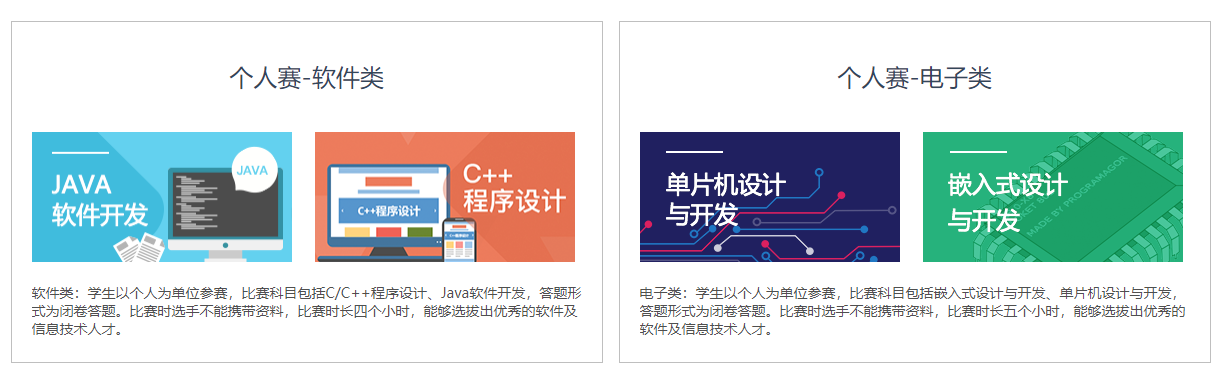 个人赛-软件类
JAVA
软件开发
JAVA
C++
程序设计
C++程序设计
C++程序设计
软件类：学生以个人为单位参赛，比赛科目包括C/C++程序设计、Java软件开发，答题形
式为闭卷答题。比赛时选手不能携带资料，比赛时长四个小时，能够选拔出优秀的软件及
信息技术人才。
个人赛-电子类
单片机设计
与开发
嵌入式设计
与开发
MADE BY PROGRAMAGOR
电子类：学生以个人为单位参赛，比赛科目包括嵌入式设计与开发、单片机设计与开发，
答题形式为闭卷答题。比赛时选手不能携带资料，比赛时长五个小时，能够选拔出优秀的
软件及信息技术人才。